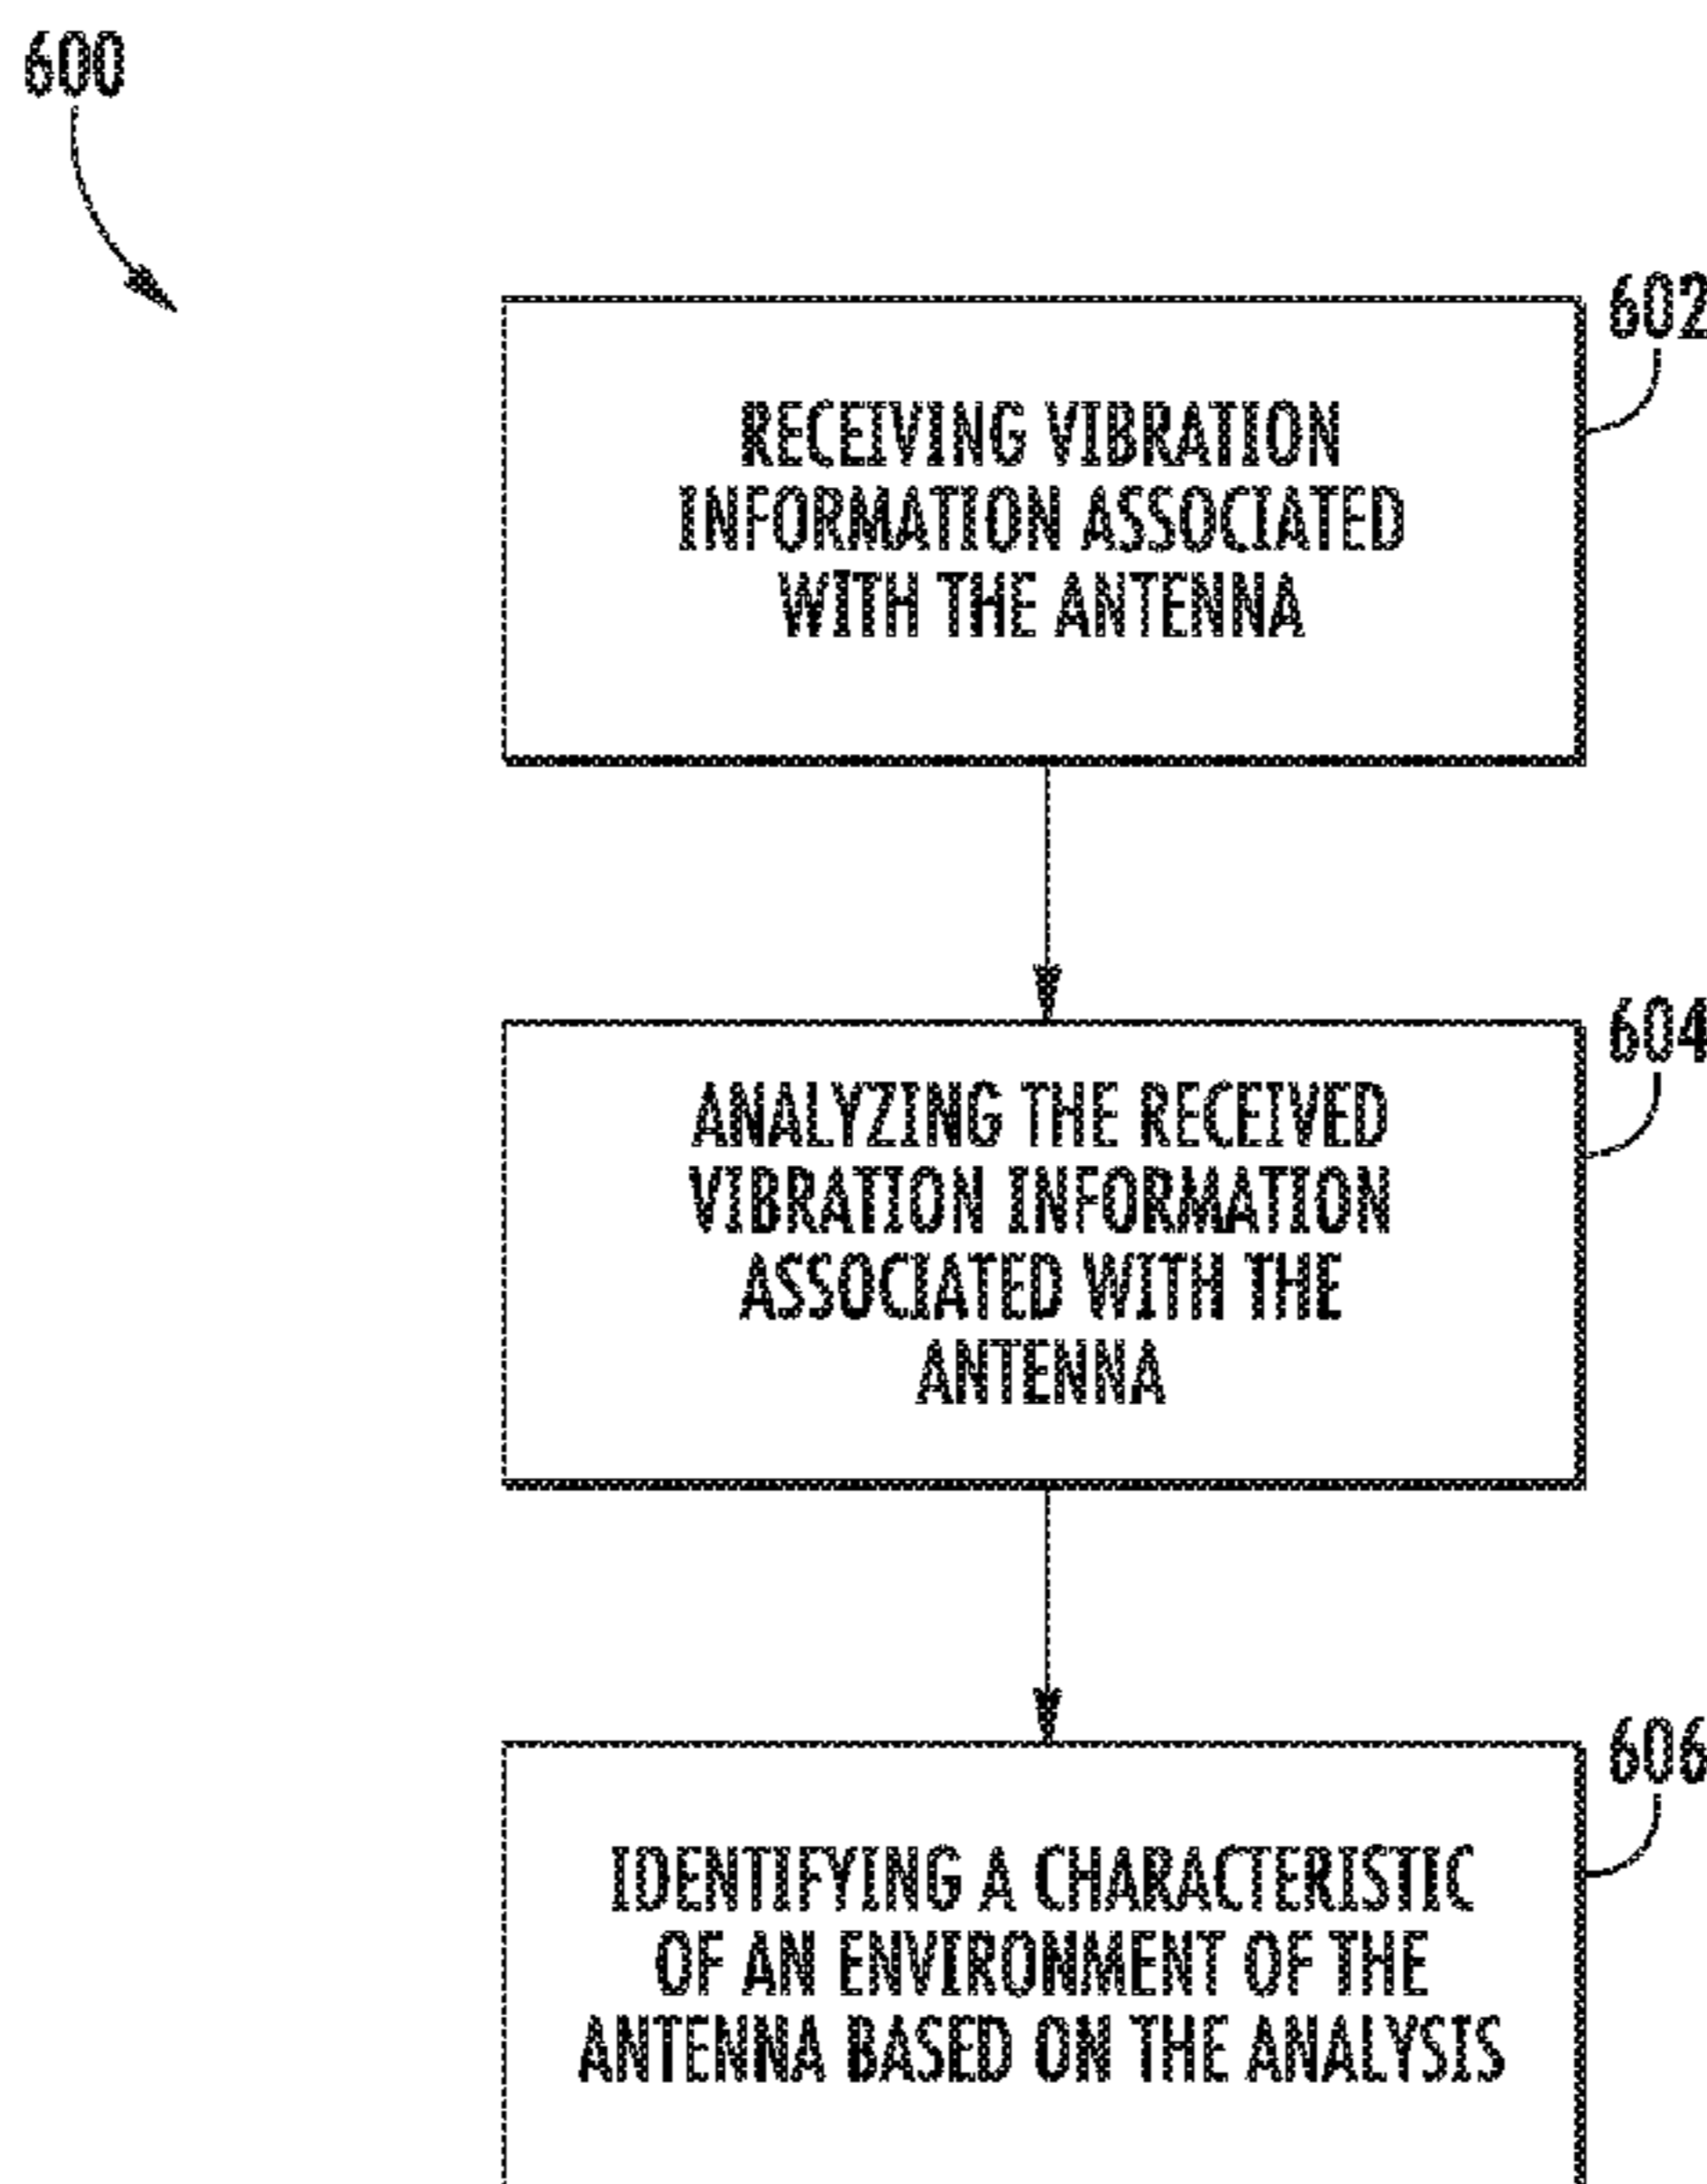 600
602
RECEIVING VIBRATION
INFORMATION ASSOCIATED
WITH THE ANTENNA
604
ANALYZING THE RECEIVED
VIBRATION INFORMATION
ASSOCIATED WITH THE
ANTENNA
606
IDENTIFYING A CHARACTERISTIC
OF AN ENVIRONMENT OF THE
ANTENNA BASED ON THE ANALYSIS